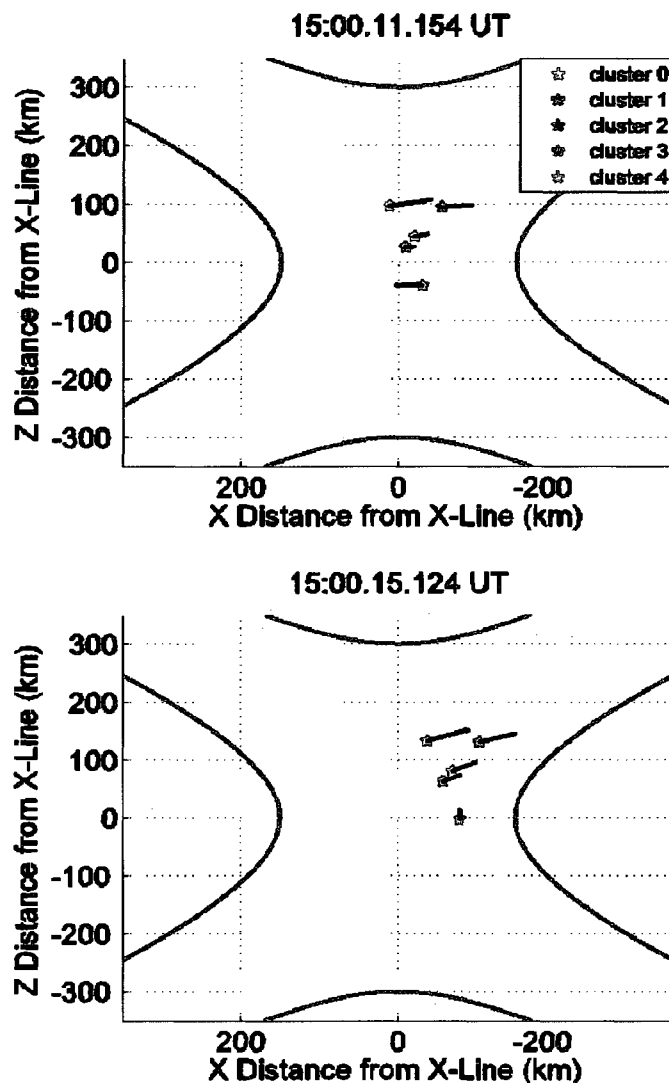 15:00.11.154 UT
cluster 0
cluster 1
cluster 2
cluster 3
cluster 4
Z Distance from X-Line (km)
300
200
100
0
-100
-200
-300
200 0 -200
X Distance from X-Line (km)
15:00.15.124 UT
Z Distance from X-Line (km)
300
200
100
0
-100
-200
-300
200 0 -200
X Distance from X-Line (km)